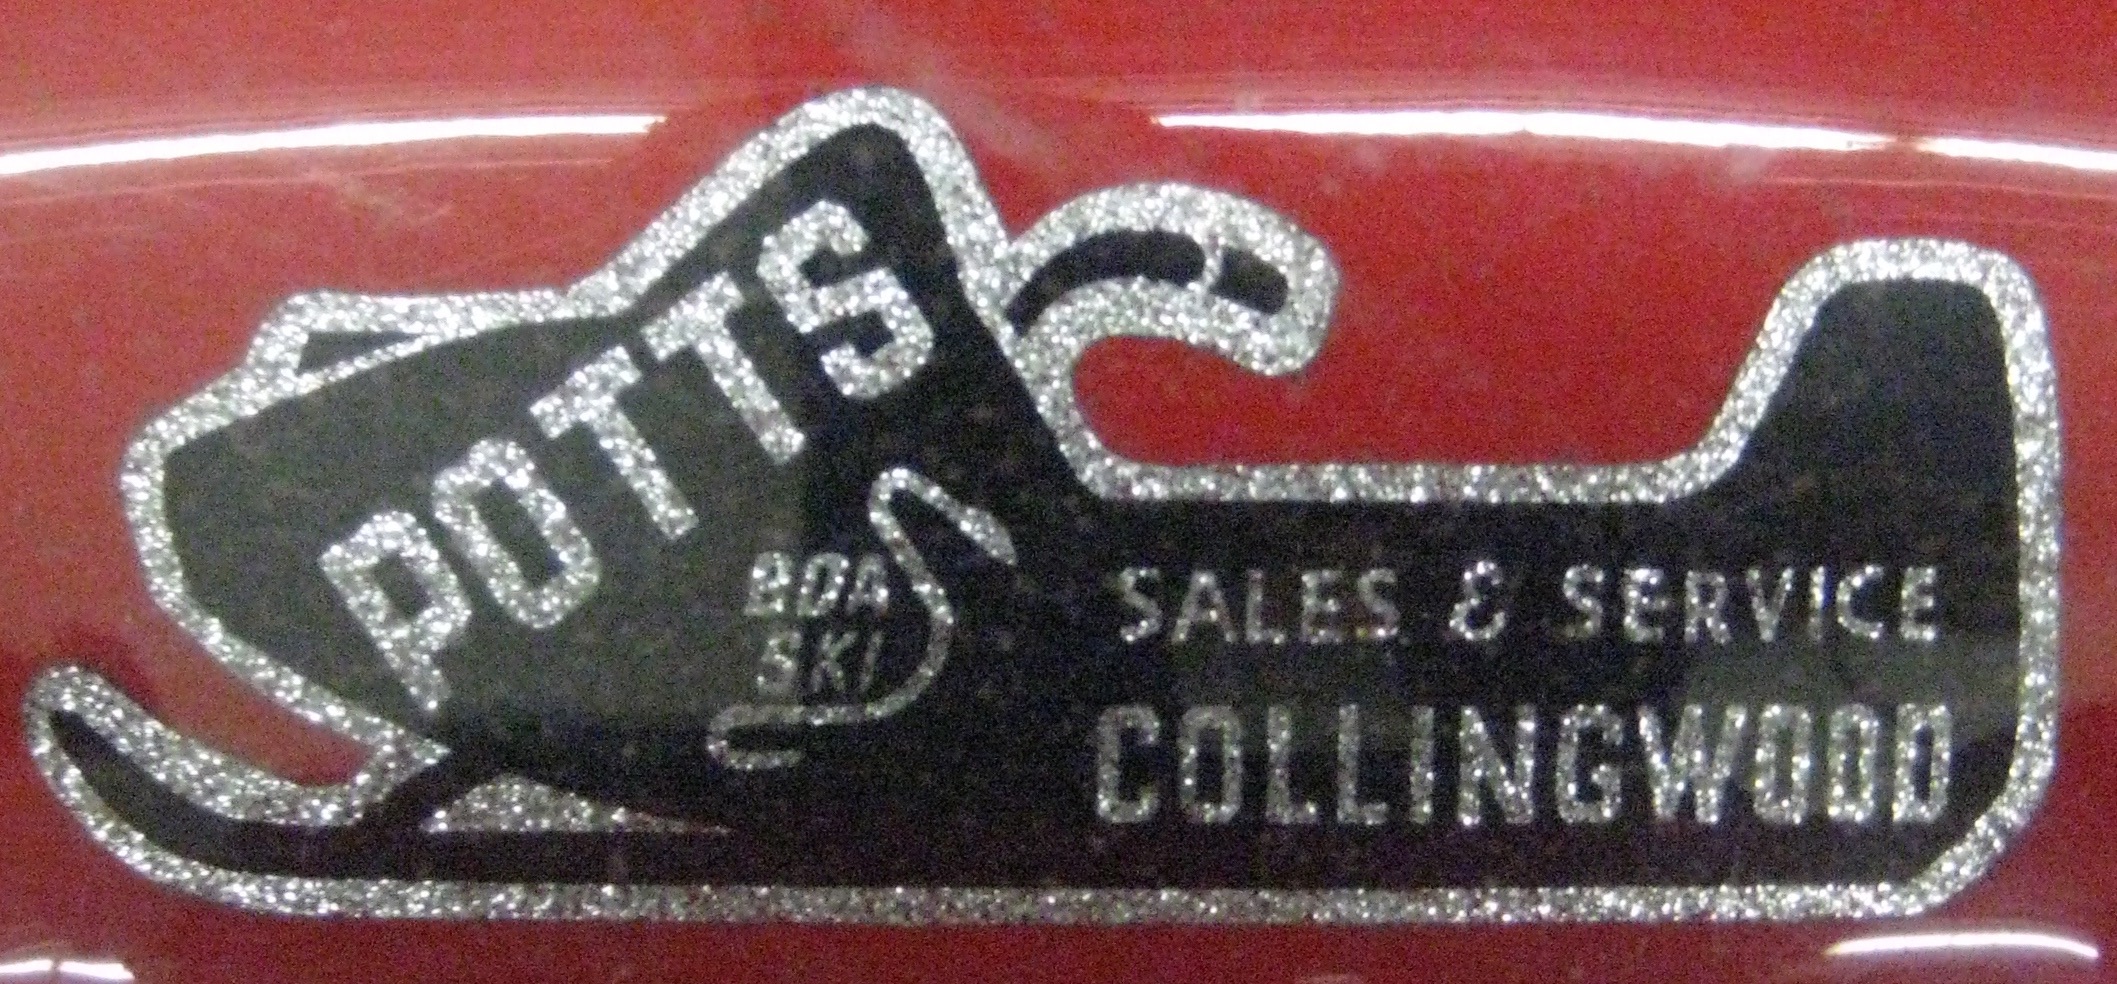 POTTS
BOA
SKI
SALES & SERVICE
COLLINGWOOD